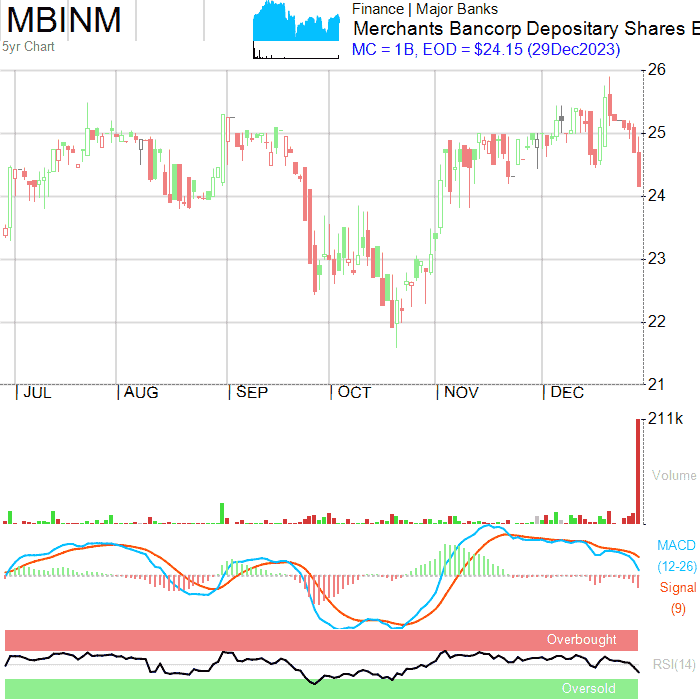 MBINM
5yr Chart
Finance | Major Banks
Merchants Bancorp Depositary Shares E
MC = 1B, EOD = $24.15 (29Dec2023)
26
25
24
23
22
21
JUL AUG SEP OCT NOV DEC
211k
Volume
MACD
(12-26)
Signal
(9)
Overbought
RSI(14)
Oversold